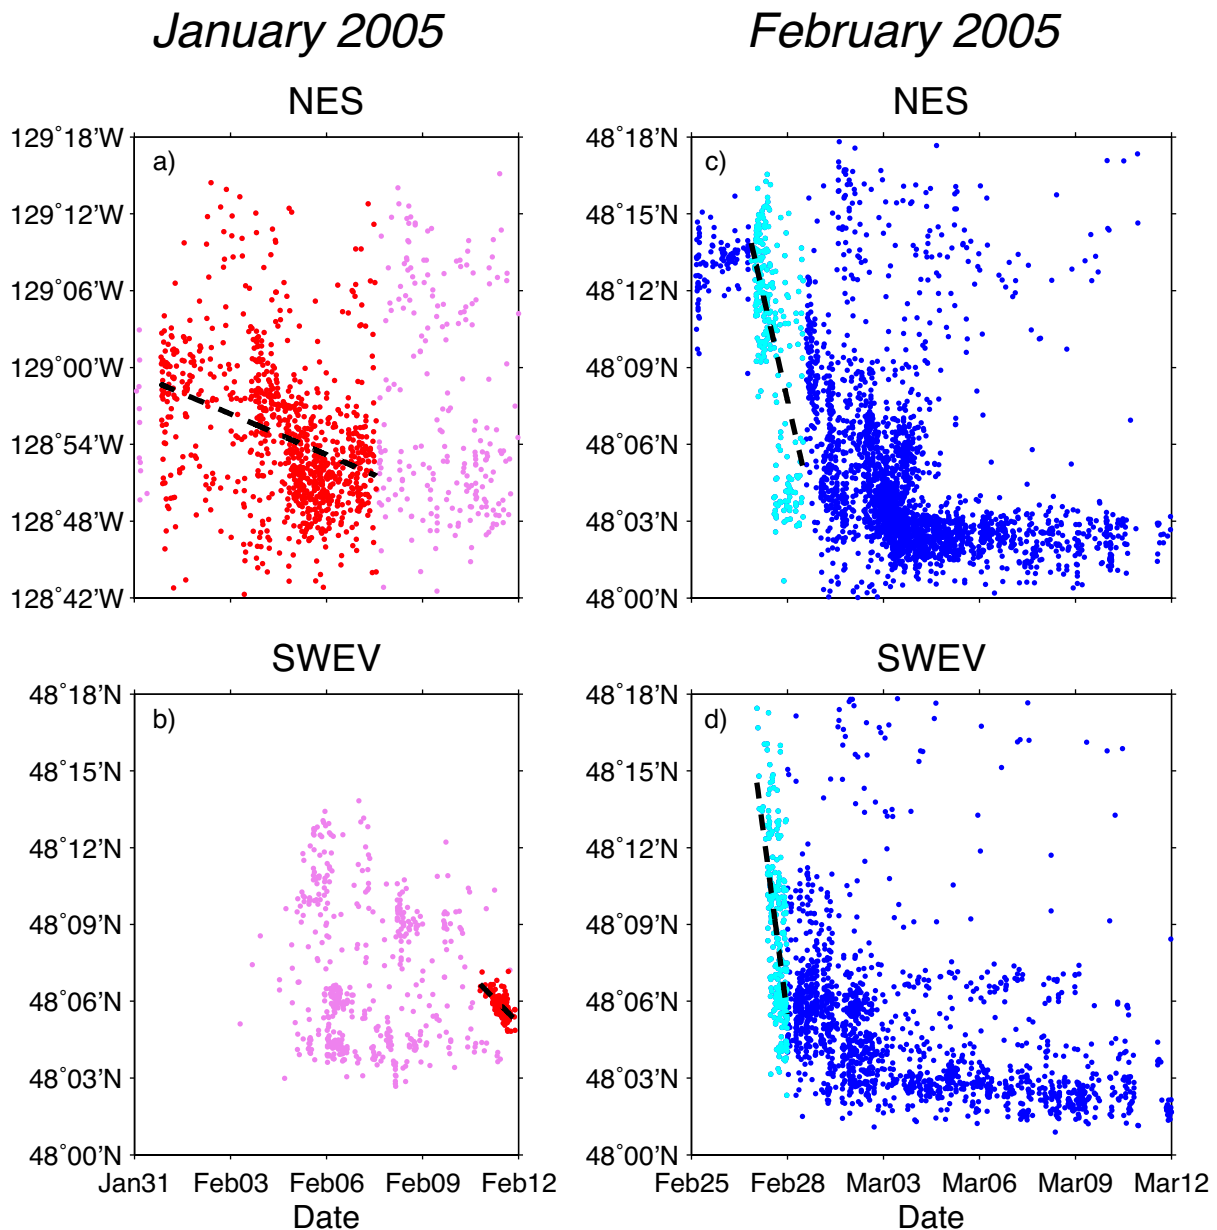 January 2005
February 2005
NES
NES
129°18'W
129°12'W
129°06'W
129°00'W
128°54'W
128°48'W
128°42'W
a)
48°18'N
48°15'N
48°12'N
48°09'N
48°06'N
48°03'N
48°00'N
c)
SWEV
SWEV
48°18'N
48°15'N
48°12'N
48°09'N
48°06'N
48°03'N
48°00'N
b)
Jan31 Feb03 Feb06 Feb09 Feb12
Date
48°18'N
48°15'N
48°12'N
48°09'N
48°06'N
48°03'N
48°00'N
d)
Feb25 Feb28 Mar03 Mar06 Mar09 Mar12
Date